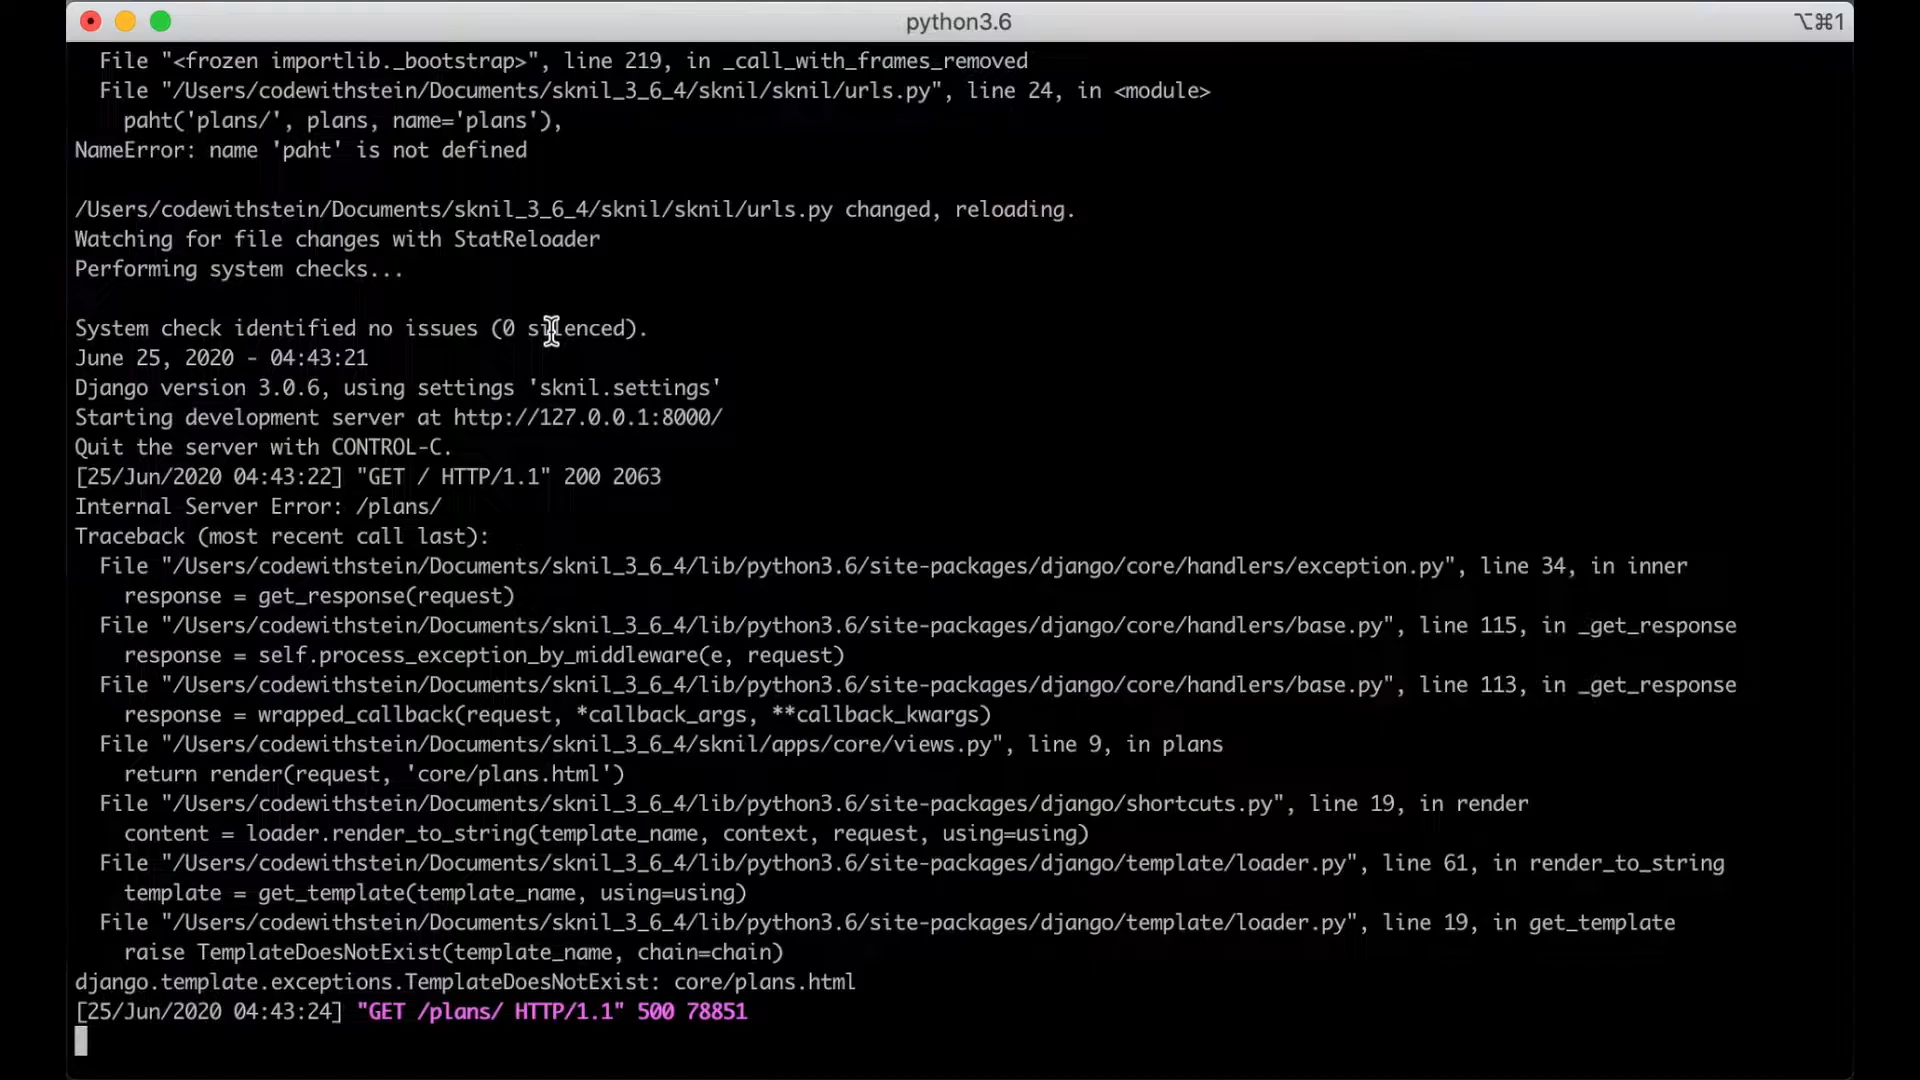 python3.6
⌥⌘1
File "<frozen importlib._bootstrap>", line 219, in _call_with_frames_removed
File "/Users/codewithstein/Documents/sknil_3_6_4/sknil/sknil/urls.py", line 24, in <module>
paht('plans/', plans, name='plans'),
NameError: name 'paht' is not defined
/Users/codewithstein/Documents/sknil_3_6_4/sknil/sknil/urls.py changed, reloading.
Watching for file changes with StatReloader
Performing system checks...
System check identified no issues (0 silenced).
June 25, 2020 - 04:43:21
Django version 3.0.6, using settings 'sknil.settings'
Starting development server at http://127.0.0.1:8000/
Quit the server with CONTROL-C.
[25/Jun/2020 04:43:22] "GET / HTTP/1.1" 200 2063
Internal Server Error: /plans/
Traceback (most recent call last):
File "/Users/codewithstein/Documents/sknil_3_6_4/lib/python3.6/site-packages/django/core/handlers/exception.py", line 34, in inner
response = get_response(request)
File "/Users/codewithstein/Documents/sknil_3_6_4/lib/python3.6/site-packages/django/core/handlers/base.py", line 115, in _get_response
response = self.process_exception_by_middleware(e, request)
File "/Users/codewithstein/Documents/sknil_3_6_4/lib/python3.6/site-packages/django/core/handlers/base.py", line 113, in _get_response
response = wrapped_callback(request, *callback_args, **callback_kwargs)
File "/Users/codewithstein/Documents/sknil_3_6_4/sknil/apps/core/views.py", line 9, in plans
return render(request, 'core/plans.html')
File "/Users/codewithstein/Documents/sknil_3_6_4/lib/python3.6/site-packages/django/shortcuts.py", line 19, in render
content = loader.render_to_string(template_name, context, request, using=using)
File "/Users/codewithstein/Documents/sknil_3_6_4/lib/python3.6/site-packages/django/template/loader.py", line 61, in render_to_string
template = get_template(template_name, using=using)
File "/Users/codewithstein/Documents/sknil_3_6_4/lib/python3.6/site-packages/django/template/loader.py", line 19, in get_template
raise TemplateDoesNotExist(template_name, chain=chain)
django.template.exceptions.TemplateDoesNotExist: core/plans.html
[25/Jun/2020 04:43:24] "GET /plans/ HTTP/1.1" 500 78851